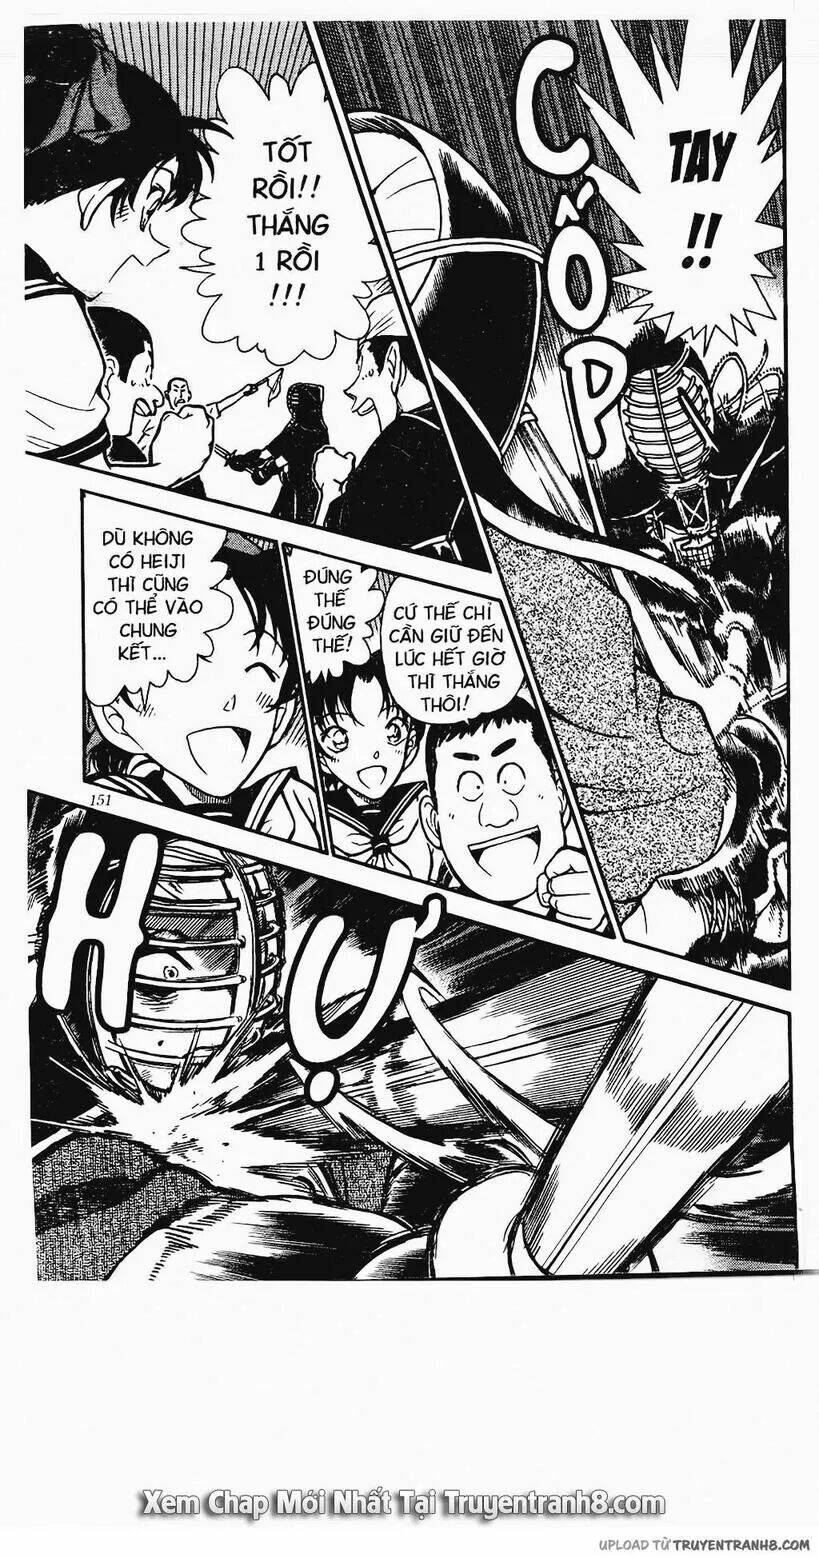 TAY
!!
CỐP
TỐT
RỒI!!
THẮNG
1 RỒI
!!!
CỨ THẾ CHỈ
CẦN GIỮ ĐẾN
LÚC HẾT GIỜ
THÌ THẮNG
THÔI!
ĐÚNG
THẾ
ĐÚNG
THẾ!
DÙ KHÔNG
CÓ HEIJI
THÌ CŨNG
CÓ THỂ VÀO
CHUNG
KẾT...
151
HỰ
Xem Chap Mới Nhất Tại Truyentranh8.com
UPLOAD TỪ TRUYENTRANH8.COM